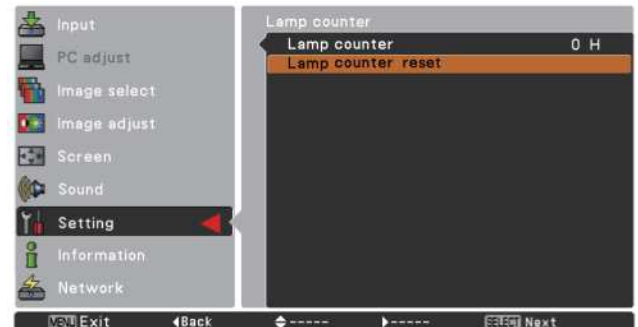 Input
PC adjust
Image select
Image adjust
Screen
Sound
Setting
Information
Network
Lamp counter
Lamp counter 0 H
Lamp counter reset
MENU Exit ◀Back ----- ----- SELECT Next